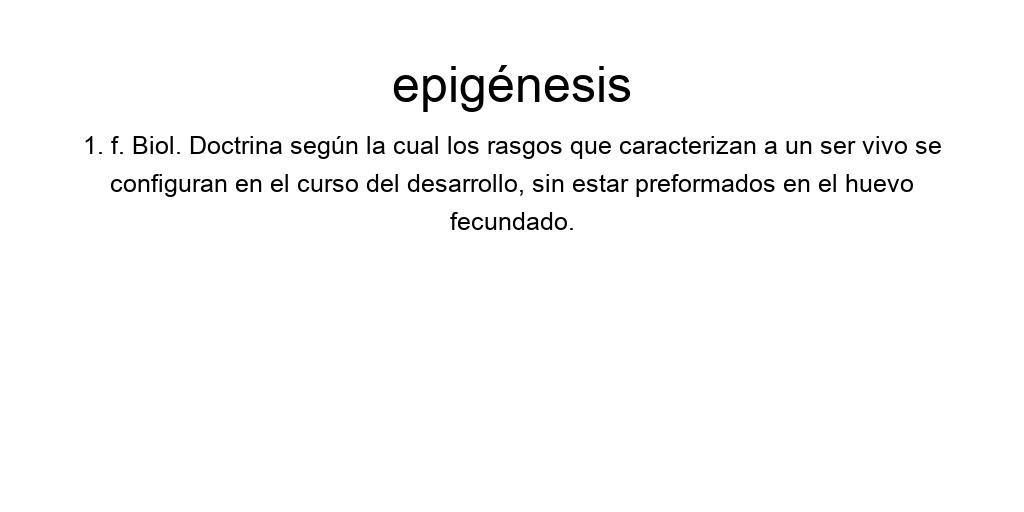 epigénesis
1. f. Biol. Doctrina según la cual los rasgos que caracterizan a un ser vivo se
configuran en el curso del desarrollo, sin estar preformados en el huevo
fecundado.